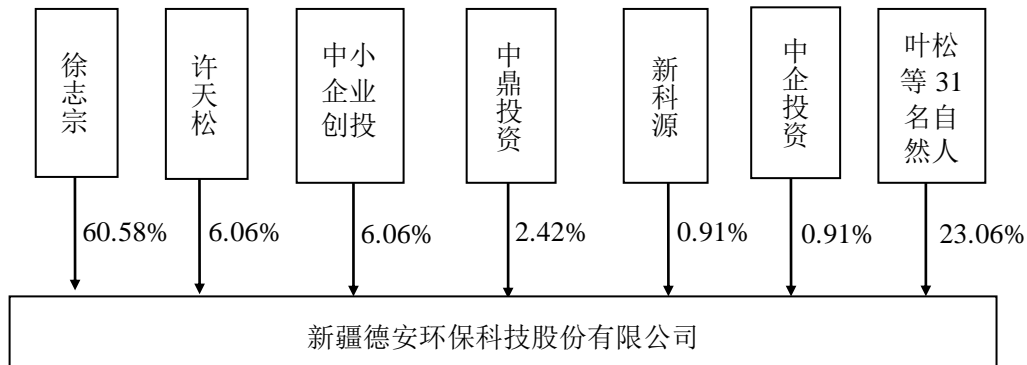 徐志宗
许天松
中小
企业
创投
中鼎投资
新科源
中企投资
叶松
等 31
名自
然人
60.58%
6.06%
6.06%
2.42%
0.91%
0.91%
23.06%
新疆德安环保科技股份有限公司